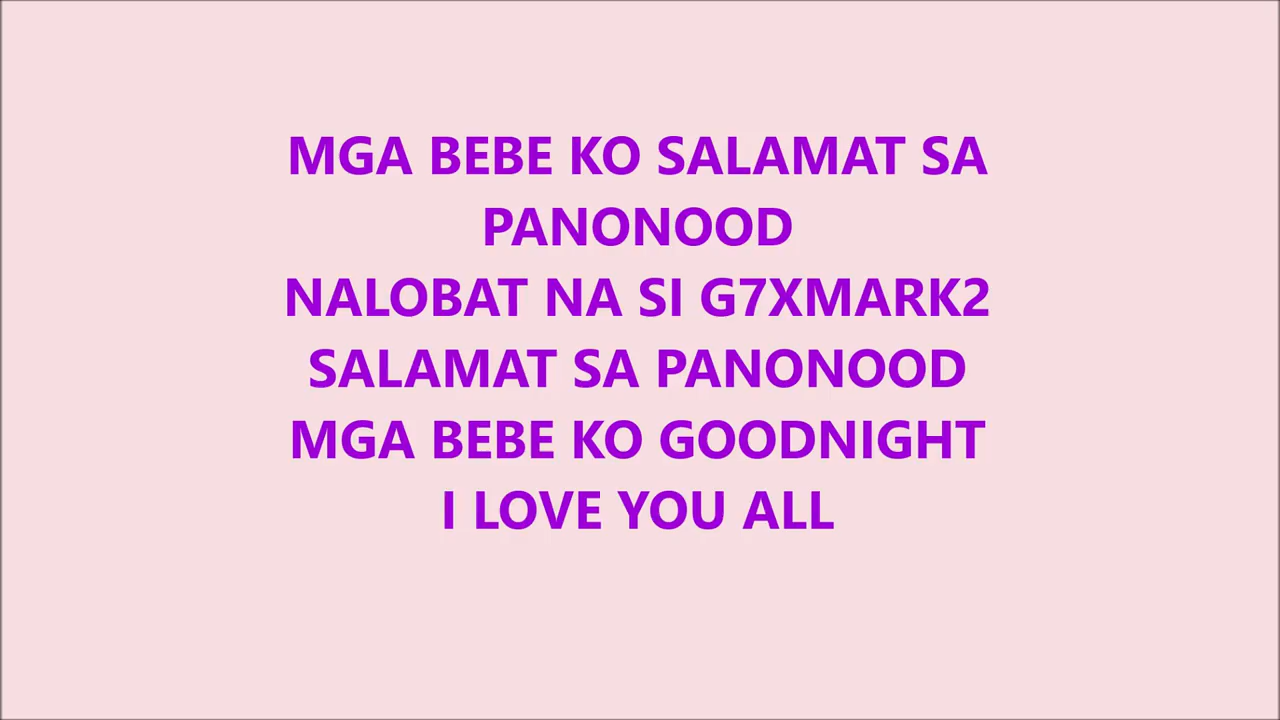 MGA BEBE KO SALAMAT SA
PANONOOD
NALOBAT NA SI G7XMARK2
SALAMAT SA PANONOOD
MGA BEBE KO GOODNIGHT
I LOVE YOU ALL